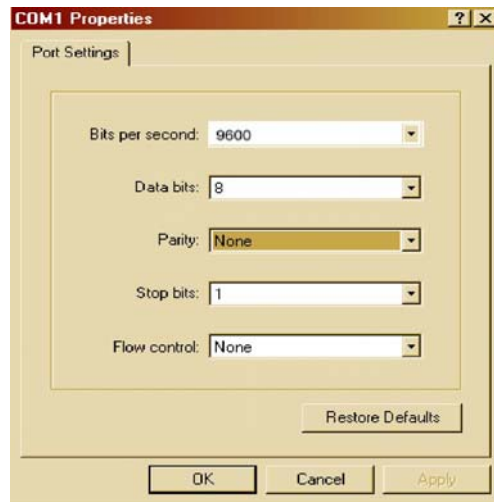 COM1 Properties
Port Settings
Bits per second: 9600
Data bits: 8
Parity: None
Stop bits: 1
Flow control: None
Restore Defaults
OK Cancel Apply